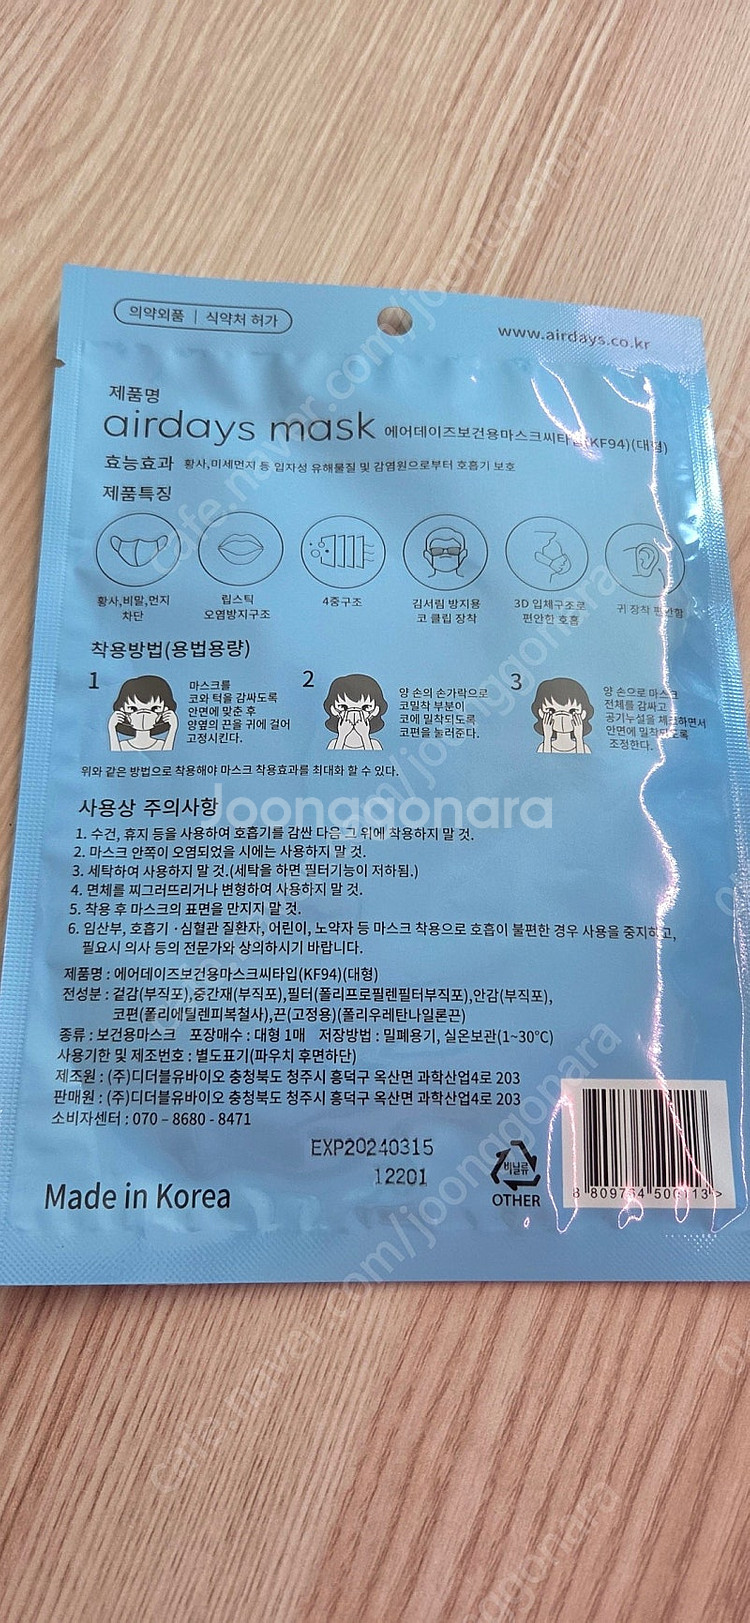 의약외품 | 식약처 허가
www.airdays.co.kr
제품명
airdays mask 에어데이즈보건용마스크씨타입(KF94)(대형)
효능효과 황사,미세먼지 등 입자성 유해물질 및 감염원으로부터 호흡기 보호
제품특징
황사,비말,먼지
차단
립스틱
오염방지구조
4중구조
김서림 방지용
코 클립 장착
3D 입체구조로
편안한 호흡
귀 장착 편안함
착용방법(용법용량)
1
마스크를
코와 턱을 감싸도록
안면에 맞춘 후
양옆의 끈을 귀에 걸어
고정시킨다.
2
양 손의 손가락으로
코밀착 부분이
코에 밀착되도록
코편을 눌러준다.
3
양 손으로 마스크
전체를 감싸고
공기누설을 체크하면서
안면에 밀착되도록
조정한다.
위와 같은 방법으로 착용해야 마스크 착용효과를 최대화 할 수 있다.
사용상 주의사항
Joonggonara
1. 수건, 휴지 등을 사용하여 호흡기를 감싼 다음 그 위에 착용하지 말 것.
2. 마스크 안쪽이 오염되었을 시에는 사용하지 말 것.
3. 세탁하여 사용하지 말 것.(세탁을 하면 필터기능이 저하됨.)
4. 면체를 찌그러뜨리거나 변형하여 사용하지 말 것.
5. 착용 후 마스크의 표면을 만지지 말 것.
6. 임산부, 호흡기 · 심혈관 질환자, 어린이, 노약자 등 마스크 착용으로 호흡이 불편한 경우 사용을 중지하고,
필요시 의사 등의 전문가와 상의하시기 바랍니다.
제품명 : 에어데이즈보건용마스크씨타입(KF94)(대형)
전성분 : 겉감(부직포),중간재(부직포),필터(폴리프로필렌필터부직포),안감(부직포),
코편(폴리에틸렌피복철사),끈(고정용)(폴리우레탄나일론끈)
종류 : 보건용마스크 포장매수 : 대형 1매 저장방법 : 밀폐용기, 실온보관(1~30℃)
사용기한 및 제조번호 : 별도표기(파우치 후면하단)
제조원 : (주)디더블유바이오 충청북도 청주시 흥덕구 옥산면 과학산업4로 203
판매원 : (주)디더블유바이오 충청북도 청주시 흥덕구 옥산면 과학산업4로 203
소비자센터 : 070 - 8680 - 8471
EXP20240315
12201
Made in Korea
비닐류
OTHER
cafe.naver.com/joonggonara